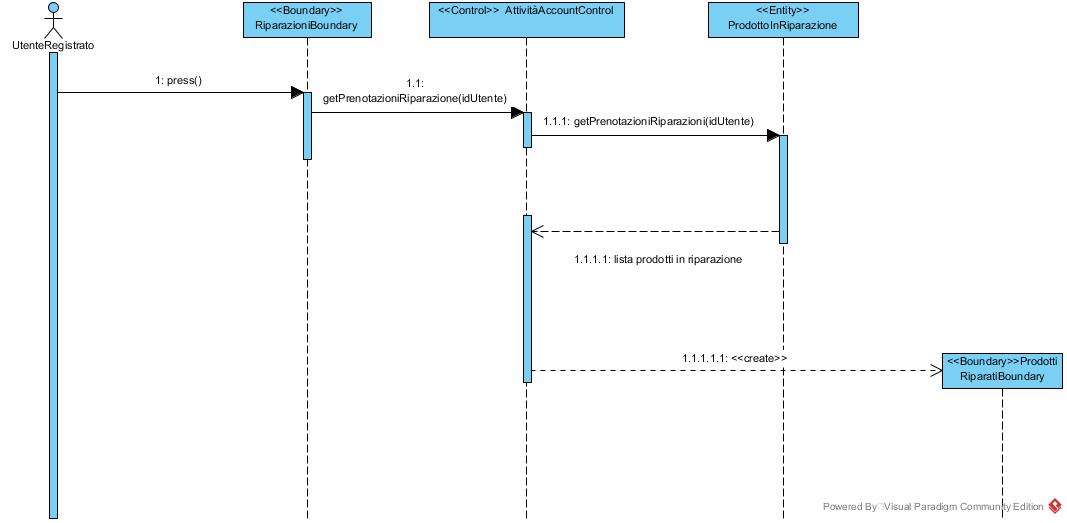 <<Boundary>>
RiparazioniBoundary
<<Control>> AttivitàAccountControl
<<Entity>>
ProdottoInRiparazione
UtenteRegistrato
1: press()
1.1:
getPrenotazioniRiparazione(idUtente)
1.1.1: getPrenotazioniRiparazioni(idUtente)
1.1.1.1: lista prodotti in riparazione
1.1.1.1.1: <<create>>
<<Boundary>>Prodotti
RiparatiBoundary
Powered By Visual Paradigm Community Edition